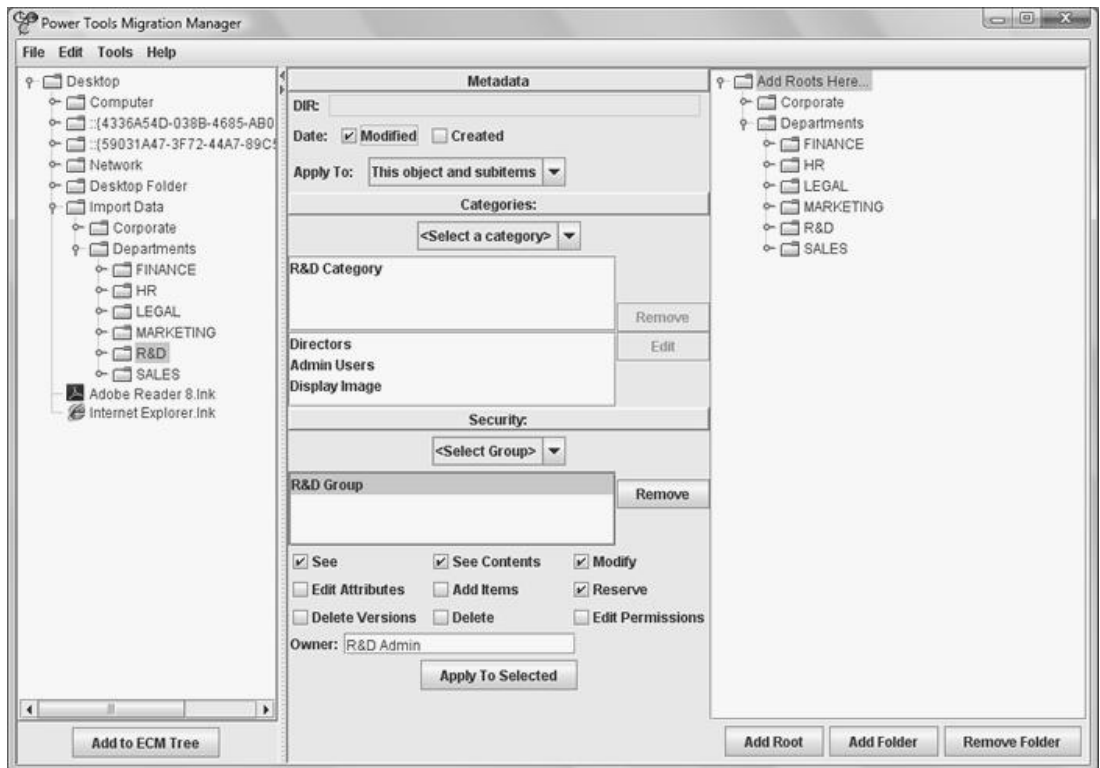 Power Tools Migration Manager
File Edit Tools Help
Desktop
Computer
::{4336A54D-038B-4685-AB0
::{59031A47-3F72-44A7-89C5
Network
Desktop Folder
Import Data
Corporate
Departments
FINANCE
HR
LEGAL
MARKETING
R&D
SALES
Adobe Reader 8.lnk
Internet Explorer.lnk
Add to ECM Tree
Metadata
DIR:
Date: Modified Created
Apply To: This object and subitems
Categories:
<Select a category>
R&D Category
Remove
Edit
Directors
Admin Users
Display Image
Security:
<Select Group>
R&D Group
Remove
See See Contents Modify
Edit Attributes Add Items Reserve
Delete Versions Delete Edit Permissions
Owner: R&D Admin
Apply To Selected
Add Roots Here...
Corporate
Departments
FINANCE
HR
LEGAL
MARKETING
R&D
SALES
Add Root Add Folder Remove Folder